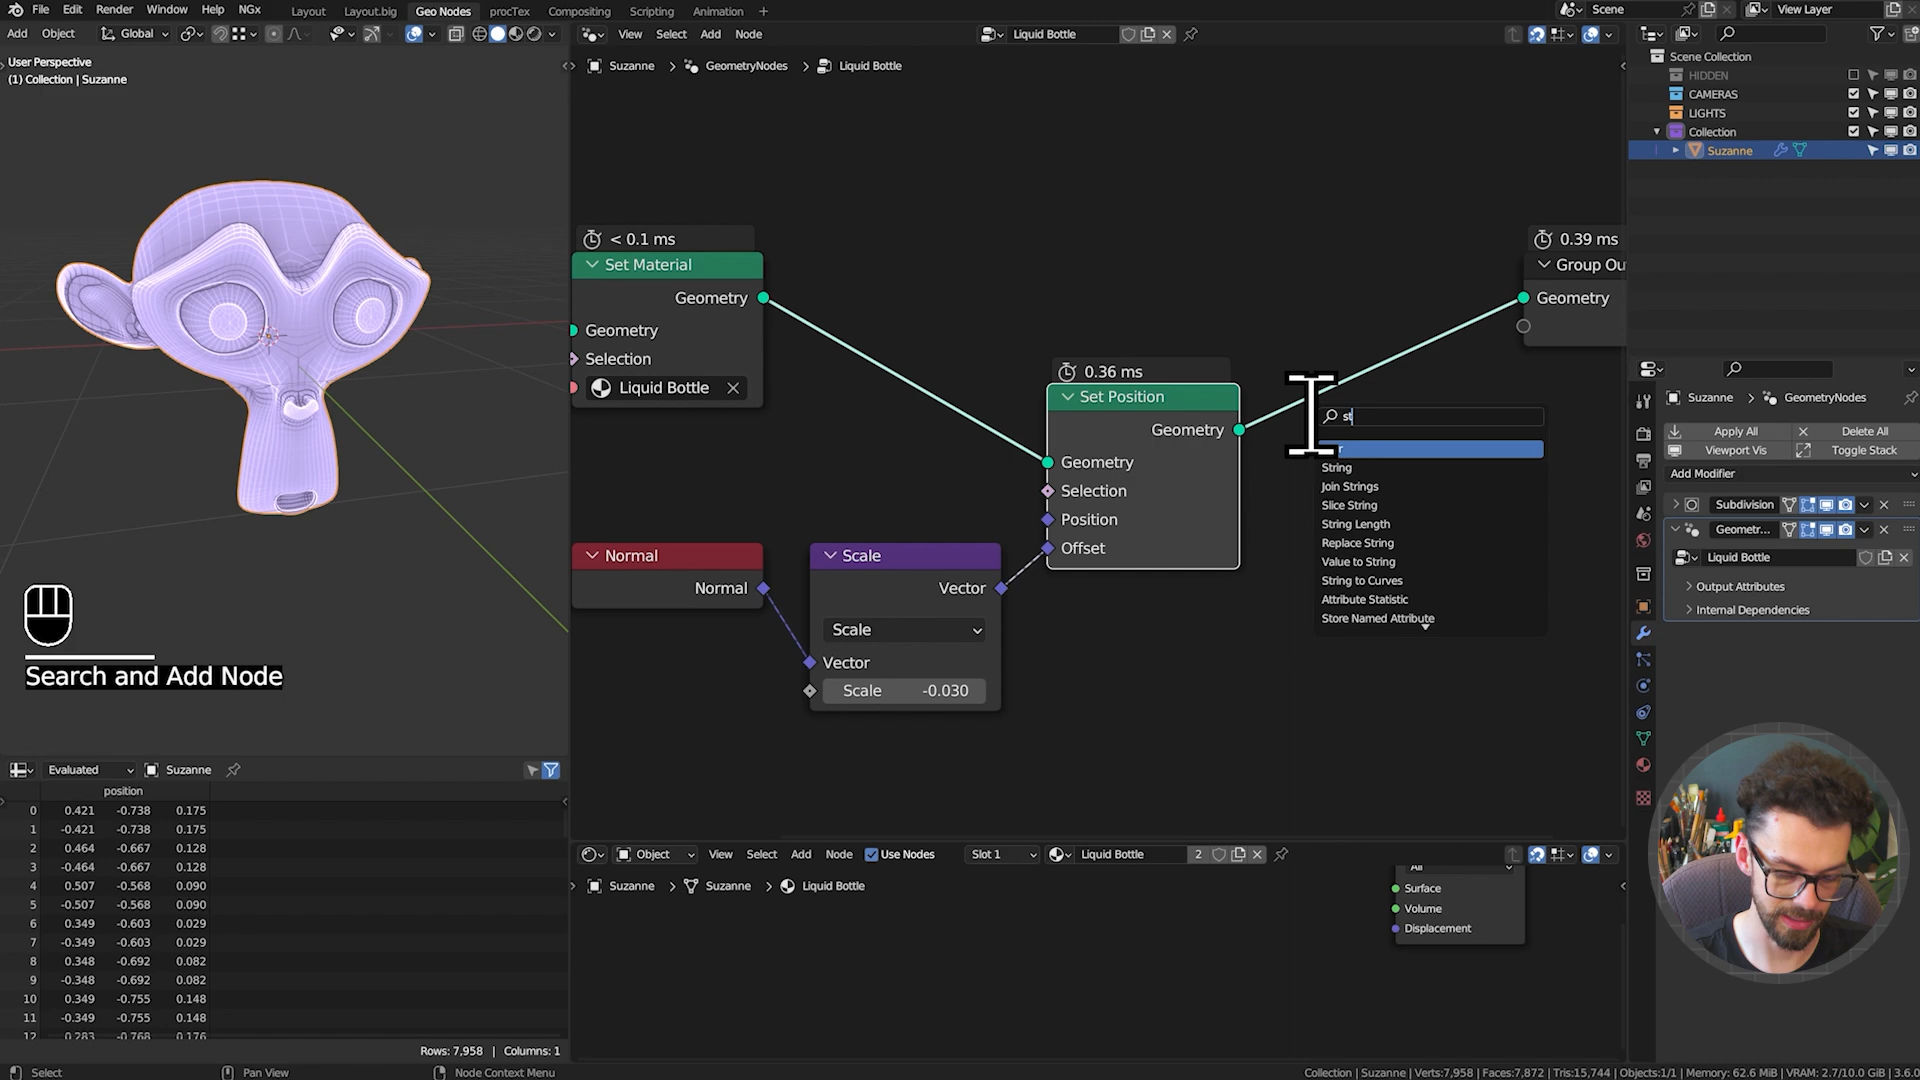 File Edit Render Window Help NGx Layout Layout.big Geo Nodes procTex Compositing Scripting Animation + Scene View Layer
Add Object Global View Select Add Node Liquid Bottle
User Perspective
(1) Collection | Suzanne
Suzanne > GeometryNodes > Liquid Bottle
Scene Collection
HIDDEN
CAMERAS
LIGHTS
Collection
Suzanne
< 0.1 ms
Set Material
Geometry
Geometry
Selection
Liquid Bottle
0.36 ms
Set Position
Geometry
Geometry
Selection
Position
Offset
Normal
Normal
Scale
Vector
Scale
Vector
Scale -0.030
0.39 ms
Group Ou
Geometry
st
String
Join Strings
Slice String
String Length
Replace String
Value to String
String to Curves
Attribute Statistic
Store Named Attribute
Suzanne > GeometryNodes
Apply All Delete All
Viewport Vis Toggle Stack
Add Modifier
Subdivision
Geometr...
Liquid Bottle
Output Attributes
Internal Dependencies
Search and Add Node
Evaluated Suzanne
position
0 0.421 -0.738 0.175
1 -0.421 -0.738 0.175
2 0.464 -0.667 0.128
3 -0.464 -0.667 0.128
4 0.507 -0.568 0.090
5 -0.507 -0.568 0.090
6 0.349 -0.603 0.029
7 -0.349 -0.603 0.029
8 0.348 -0.692 0.082
9 -0.348 -0.692 0.082
10 0.349 -0.755 0.148
11 -0.349 -0.755 0.148
12 0.283 -0.768 0.176
Rows: 7,958 | Columns: 1
Object View Select Add Node Use Nodes Slot 1 Liquid Bottle 2
Suzanne > Suzanne > Liquid Bottle
All
Surface
Volume
Displacement
Select Pan View Node Context Menu
Collection | Suzanne | Verts:7,958 | Faces:7,872 | Tris:15,744 | Objects:1/1 | Memory: 62.6 MiB | VRAM: 2.7/10.0 GiB | 3.6.0